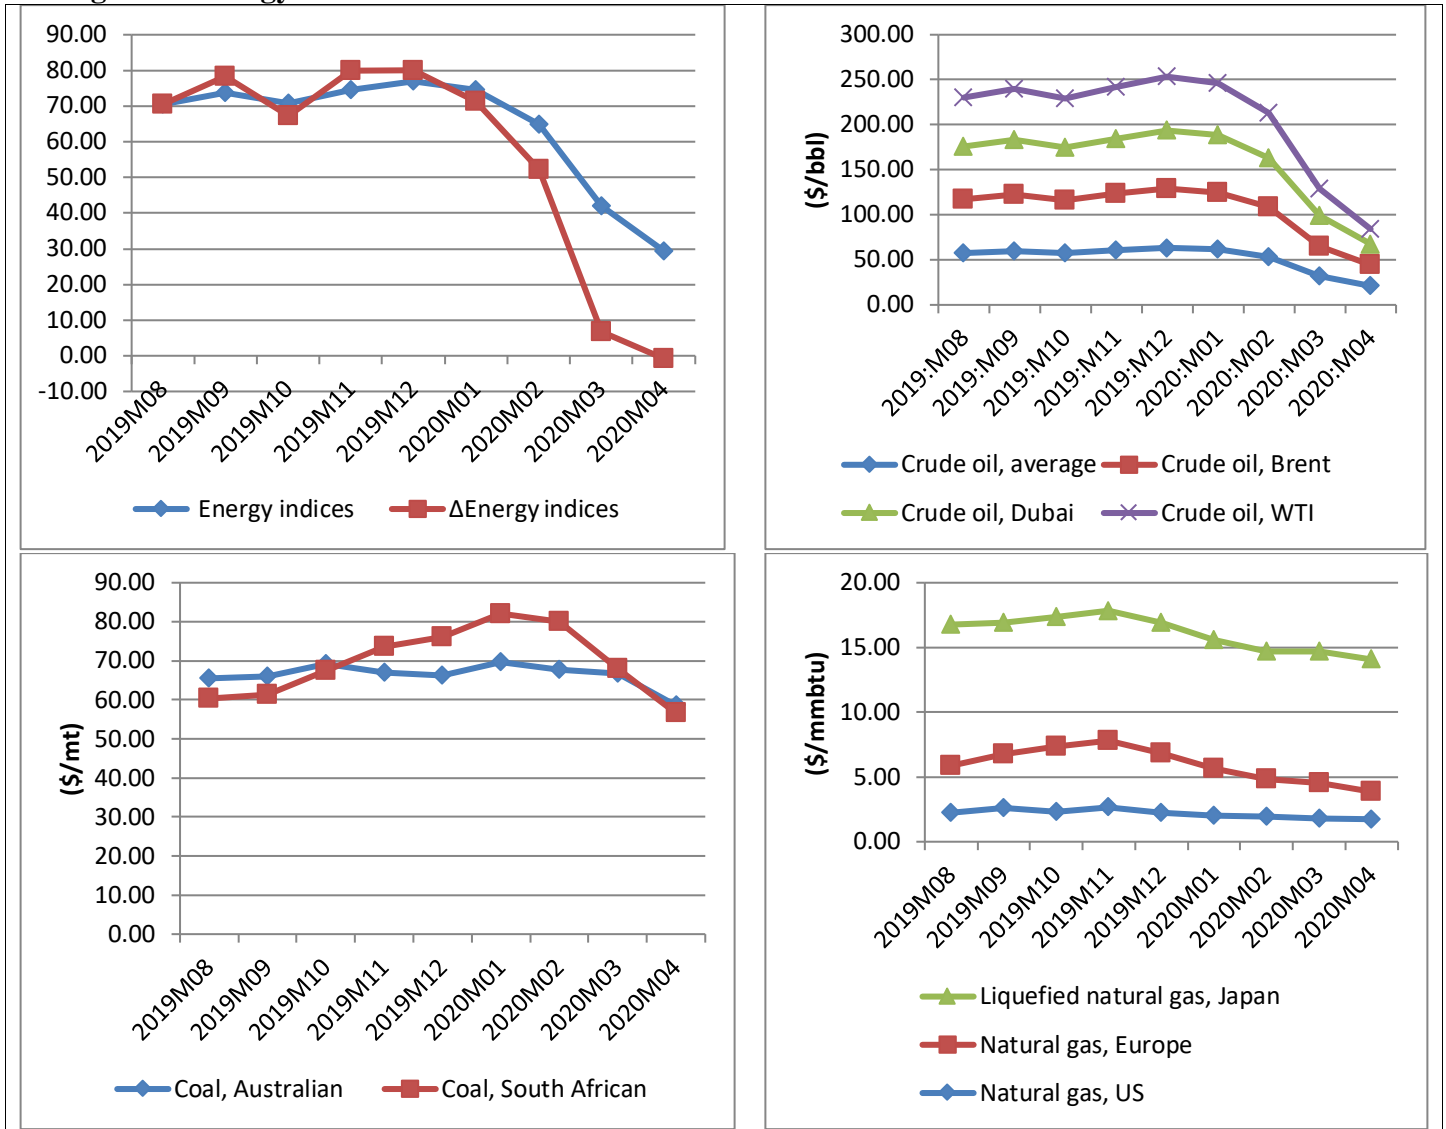 90.00
80.00
70.00
60.00
50.00
40.00
30.00
20.00
10.00
0.00
-10.00
2019M08
2019M09
2019M10
2019M11
2019M12
2020M01
2020M02
2020M03
2020M04
Energy indices
ΔEnergy indices
300.00
250.00
200.00
150.00
100.00
50.00
0.00
($/bbl)
2019:M08
2019:M09
2019:M10
2019:M11
2019:M12
2020:M01
2020:M02
2020:M03
2020:M04
Crude oil, average
Crude oil, Brent
Crude oil, Dubai
Crude oil, WTI
90.00
80.00
70.00
60.00
50.00
40.00
30.00
20.00
10.00
0.00
($/mt)
2019M08
2019M09
2019M10
2019M11
2019M12
2020M01
2020M02
2020M03
2020M04
Coal, Australian
Coal, South African
20.00
15.00
10.00
5.00
0.00
($/mmbtu)
2019M08
2019M09
2019M10
2019M11
2019M12
2020M01
2020M02
2020M03
2020M04
Liquefied natural gas, Japan
Natural gas, Europe
Natural gas, US